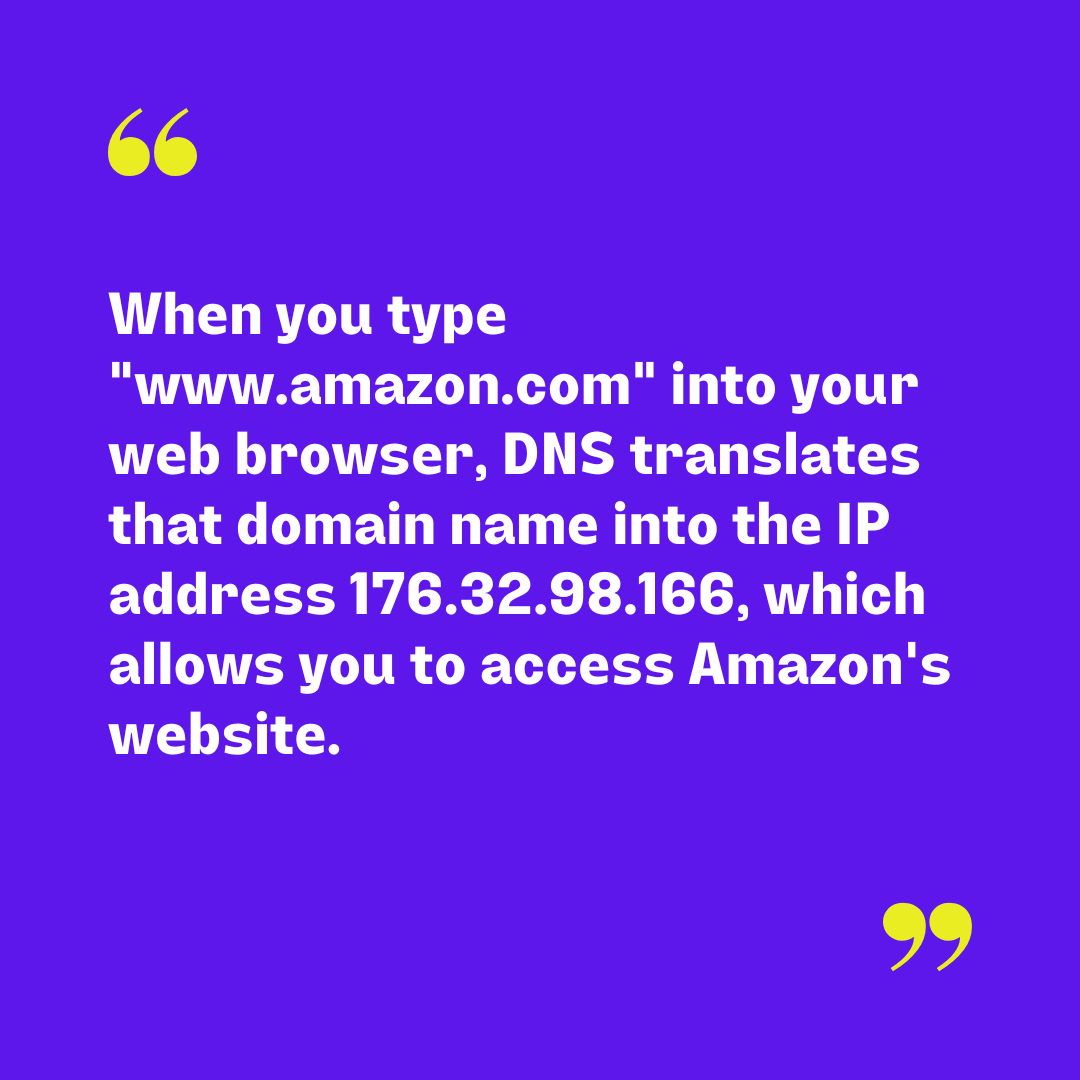 “
When you type
"www.amazon.com" into your
web browser, DNS translates
that domain name into the IP
address 176.32.98.166, which
allows you to access Amazon's
website.
”